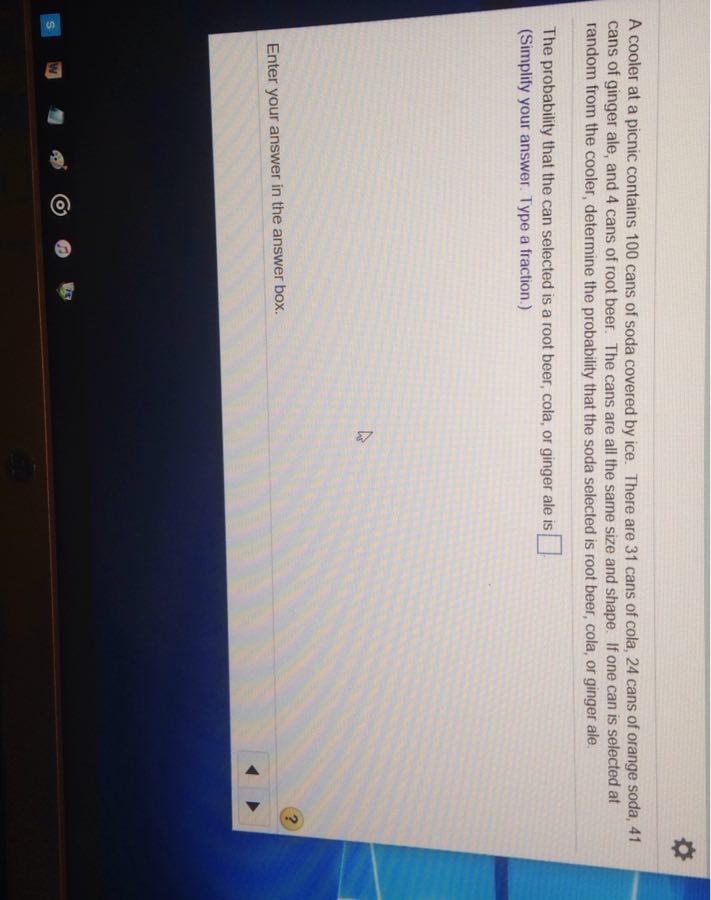 A cooler at a picnic contains 100 cans of soda covered by ice. There are 31 cans of cola, 24 cans of orange soda, 41
cans of ginger ale, and 4 cans of root beer. The cans are all the same size and shape. If one can is selected at
random from the cooler, determine the probability that the soda selected is root beer, cola, or ginger ale.
The probability that the can selected is a root beer, cola, or ginger ale is .
(Simplify your answer. Type a fraction.)
Enter your answer in the answer box.
?
S
W